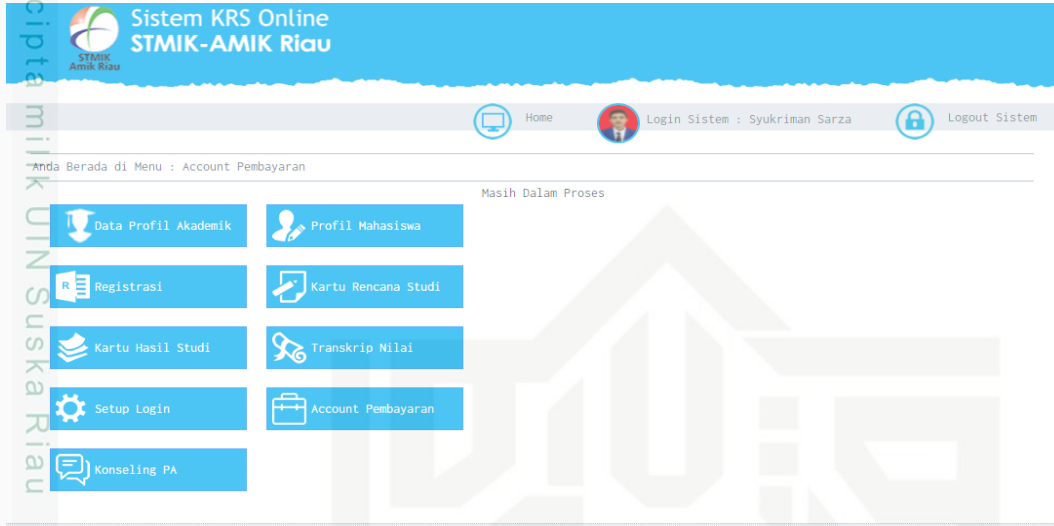 Sistem KRS Online
STMIK-AMIK Riau
STMIK
Amik Riau
Home
Login Sistem : Syukriman Sarza
Logout Sistem
Anda Berada di Menu : Account Pembayaran
Masih Dalam Proses
Data Profil Akademik
Profil Mahasiswa
Registrasi
Kartu Rencana Studi
Kartu Hasil Studi
Transkrip Nilai
Setup Login
Account Pembayaran
Konseling PA
cipta milik UIN Suska Riau